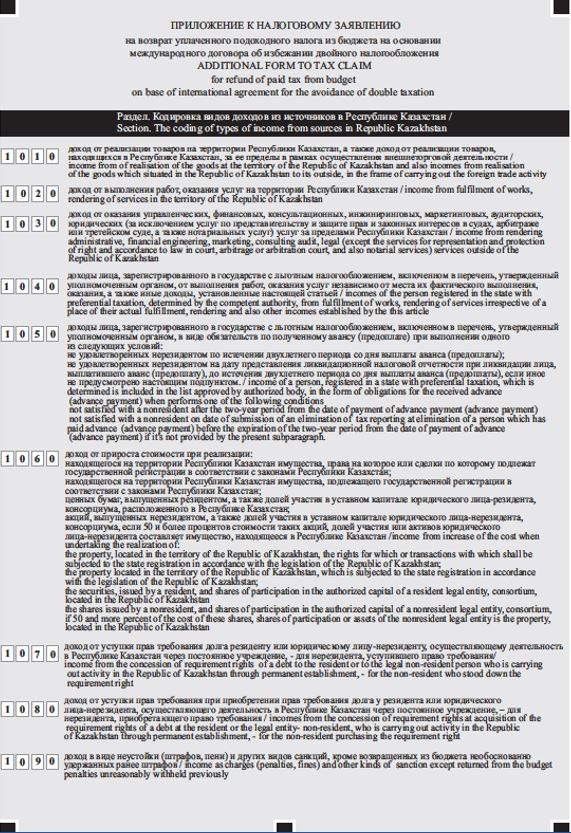 ПРИЛОЖЕНИЕ К НАЛОГОВОМУ ЗАЯВЛЕНИЮ
на возврат уплаченного подоходного налога из бюджета на основании
международного договора об избежании двойного налогообложения
ADDITIONAL FORM TO TAX CLAIM
for refund of paid tax from budget
on base of international agreement for the avoidance of double taxation
Раздел. Кодировка видов доходов из источников в Республике Казахстан /
Section. The coding of types of income from sources in Republic Kazakhstan
1 0 1 0
доход от реализации товаров на территории Республики Казахстан, а также доход от реализации товаров,
находящихся в Республике Казахстан, за ее пределы в рамках осуществления внешнеторговой деятельности /
income from of realisation of the goods at the territory of the Republic of Kazakhstan and also incomes from realisation
of the goods which situated in the Republic of Kazakhstan to its outside, in the frame of carrying out the foreign trade activity
1 0 2 0
доход от выполнения работ, оказания услуг на территории Республики Казахстан / income from fulfilment of works,
rendering of services in the territory of the Republic of Kazakhstan
1 0 3 0
доход от оказания управленческих, финансовых, консультационных, инжиниринговых, маркетинговых, аудиторских,
юридических (за исключением услуг по представительству и защите прав и законных интересов в судах, арбитраже
или третейском суде, а также нотариальных услуг) услуг за пределами Республики Казахстан / income from rendering
administrative, financial engineering, marketing, consulting audit, legal (except the services for representation and protection
of right and accordance to law in court, arbitrage or arbitration court, and also notarial services) services outside of the
Republic of Kazakhstan
1 0 4 0
доходы лица, зарегистрированного в государстве с льготным налогообложением, включенном в перечень, утвержденный
уполномоченным органом, от выполнения работ, оказания услуг независимо от места их фактического выполнения,
оказания, а также иные доходы, установленные настоящей статьей / incomes of the person registered in the state with
preferential taxation, determined by the competent authority, from fulfillment of works, rendering of services irrespective of a
place of their actual fulfillment, rendering and also other incomes established by the this article
1 0 5 0
доходы лица, зарегистрированного в государстве с льготным налогообложением, включенном в перечень, утвержденный
уполномоченным органом, в виде обязательств по полученному авансу (предоплате) при выполнении одного
из следующих условий:
не удовлетворенных нерезидентом по истечении двухлетнего периода со дня выплаты аванса (предоплаты);
не удовлетворенных нерезидентом на дату представления ликвидационной налоговой отчетности при ликвидации лица,
выплатившего аванс (предоплату), до истечения двухлетнего периода со дня выплаты аванса (предоплаты), если иное
не предусмотрено настоящим подпунктом. / income of a person, registered in a state with preferential taxation, which is
determined is included in the list approved by authorized body, in the form of obligations for the received advance
(advance payment) when performs one of the following conditions
not satisfied with a nonresident after the two-year period from the date of payment of advance payment (advance payment)
not satisfied with a nonresident on date of submission of an elimination of tax reporting at elimination of a person which has
paid advance (advance payment) before the expiration of the two-year period from the date of payment of advance
(advance payment) if it's not provided by the present subparagraph.
1 0 6 0
доход от прироста стоимости при реализации:
находящегося на территории Республики Казахстан имущества, права на которое или сделки по которому подлежат
государственной регистрации в соответствии с законами Республики Казахстан;
находящегося на территории Республики Казахстан имущества, подлежащего государственной регистрации в
соответствии с законами Республики Казахстан;
ценных бумаг, выпущенных резидентом, а также долей участия в уставном капитале юридического лица-резидента,
консорциума, расположенного в Республике Казахстан;
акций, выпущенных нерезидентом, а также долей участия в уставном капитале юридического лица-нерезидента,
консорциума, если 50 и более процентов стоимости таких акций, долей участия или активов юридического
лица-нерезидента составляет имущество, находящееся в Республике Казахстан /income from increase of the cost when
undertaking the realization of:
the property, located in the territory of the Republic of Kazakhstan, the rights for which or transactions with which shall be
subjected to the state registration in accordance with the legislation of the Republic of Kazakhstan;
the property located in the territory of the Republic of Kazakhstan, which is subjected to the state registration in accordance
with the legislation of the Republic of Kazakhstan;
the securities, issued by a resident, and shares of participation in the authorized capital of a resident legal entity, consortium,
located in the Republic of Kazakhstan
the shares issued by a nonresident, and shares of participation in the authorized capital of a nonresident legal entity, consortium,
if 50 and more percent of the cost of these shares, shares of participation or assets of the nonresident legal entity is the property,
located in the Republic of Kazakhstan
1 0 7 0
доход от уступки прав требования долга резиденту или юридическому лицу-нерезиденту, осуществляющему деятельность
в Республике Казахстан через постоянное учреждение, - для нерезидента, уступившего право требования/
income from the concession of requirement rights of a debt to the resident or to the legal non-resident person who is carrying
out activity in the Republic of Kazakhstan through permanent establishment, - for the non-resident who stood down the
requirement right
1 0 8 0
доход от уступки прав требования при приобретении прав требования долга у резидента или юридического
лица-нерезидента, осуществляющего деятельность в Республике Казахстан через постоянное учреждение, – для
нерезидента, приобретающего право требования / incomes from the concession of requirement rights at acquisition of the
requirement rights of a debt at the resident or the legal entity- non-resident, who is carrying out activity in the Republic
of Kazakhstan through permanent establishment, - for the non-resident purchasing the requirement right
1 0 9 0
доход в виде неустойки (штрафов, пени) и других видов санкций, кроме возвращенных из бюджета необоснованно
удержанных ранее штрафов / income as charges (penalties, fines) and other kinds of sanction except returned from the budget
penalties unreasonably withheld previously